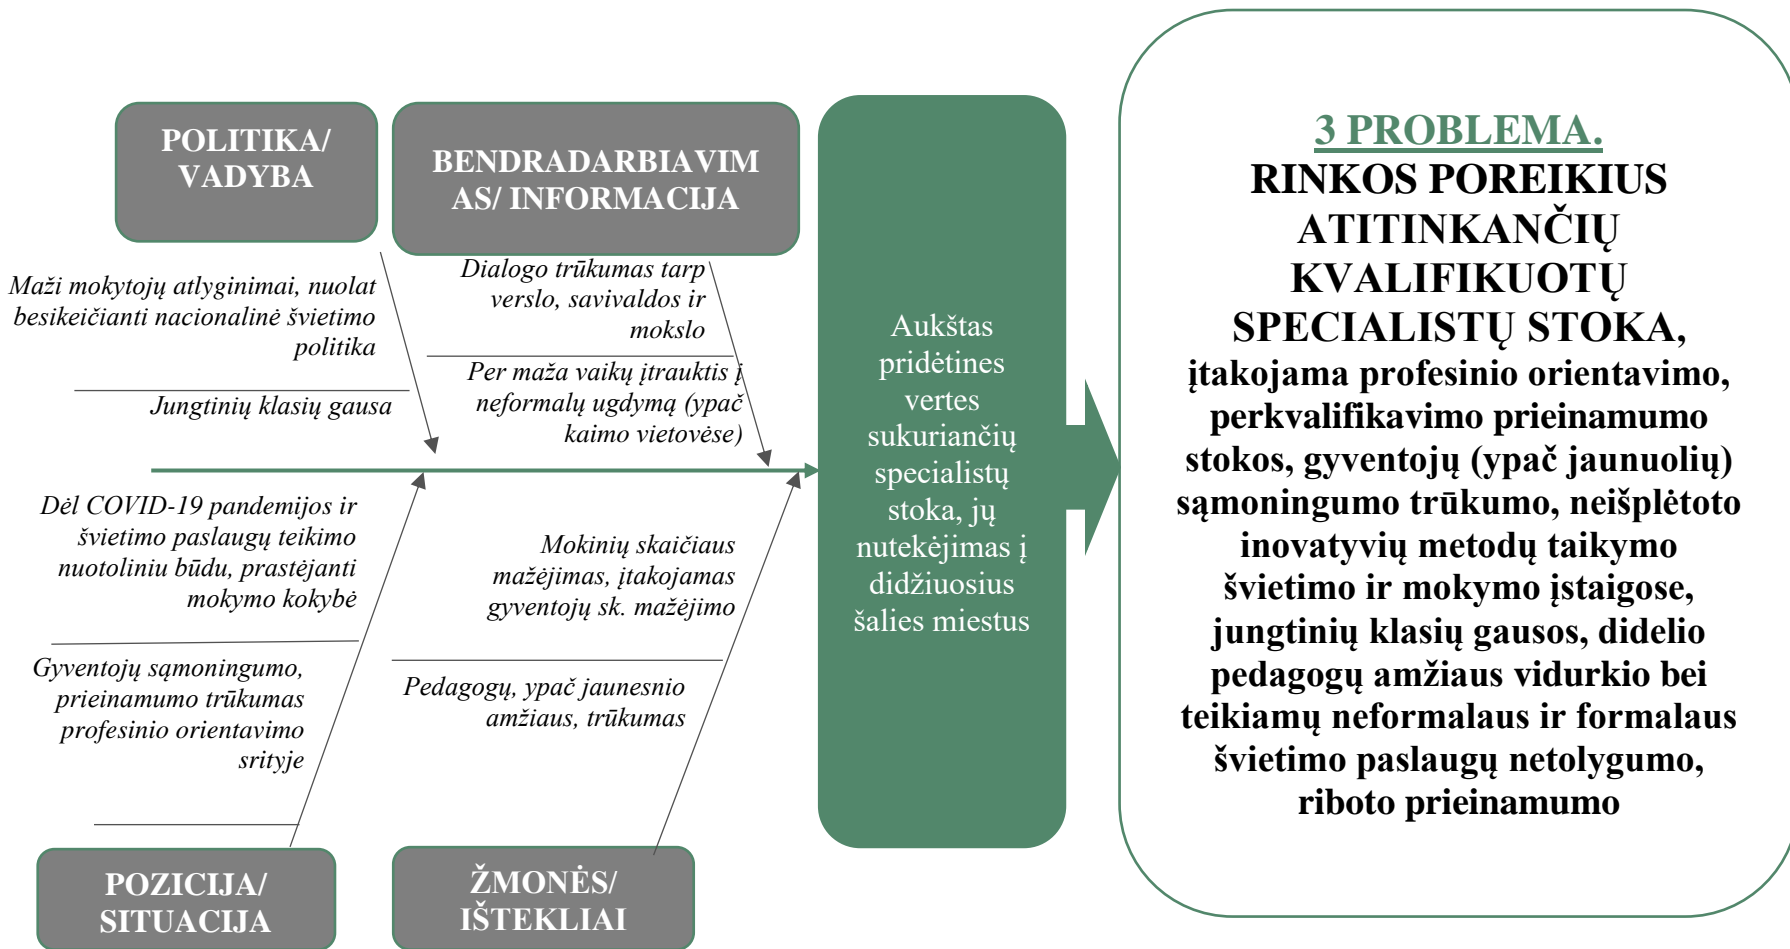 POLITIKA/
VADYBA
BENDRADARBIAVIM
AS/ INFORMACIJA
Maži mokytojų atlyginimai, nuolat
besikeičianti nacionalinė švietimo
politika
Jungtinių klasių gausa
Dialogo trūkumas tarp
verslo, savivaldos ir
mokslo
Per maža vaikų įtrauktis į
neformalų ugdymą (ypač
kaimo vietovėse)
Dėl COVID-19 pandemijos ir
švietimo paslaugų teikimo
nuotoliniu būdu, prastėjanti
mokymo kokybė
Gyventojų sąmoningumo,
prieinamumo trūkumas
profesinio orientavimo
srityje
Mokinių skaičiaus
mažėjimas, įtakojamas
gyventojų sk. mažėjimo
Pedagogų, ypač jaunesnio
amžiaus, trūkumas
POZICIJA/
SITUACIJA
ŽMONĖS/
IŠTEKLIAI
Aukštas
pridėtines
vertes
sukuriančių
specialistų
stoka, jų
nutekėjimas į
didžiuosius
šalies miestus
3 PROBLEMA.
RINKOS POREIKIUS
ATITINKANČIŲ
KVALIFIKUOTŲ
SPECIALISTŲ STOKA,
įtakojama profesinio orientavimo,
perkvalifikavimo prieinamumo
stokos, gyventojų (ypač jaunuolių)
sąmoningumo trūkumo, neišplėtoto
inovatyvių metodų taikymo
švietimo ir mokymo įstaigose,
jungtinių klasių gausos, didelio
pedagogų amžiaus vidurkio bei
teikiamų neformalaus ir formalaus
švietimo paslaugų netolygumo,
riboto prieinamumo